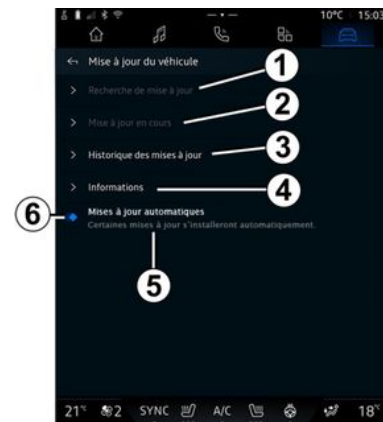 10°C 15:03
Mise à jour du véhicule
1
Recherche de mise à jour
2
Mise à jour en cours
3
Historique des mises à jour
4
Informations
6
Mises à jour automatiques
Certaines mises à jour s'installeront automatiquement.
5
21°c 2 SYNC A/C 18°c